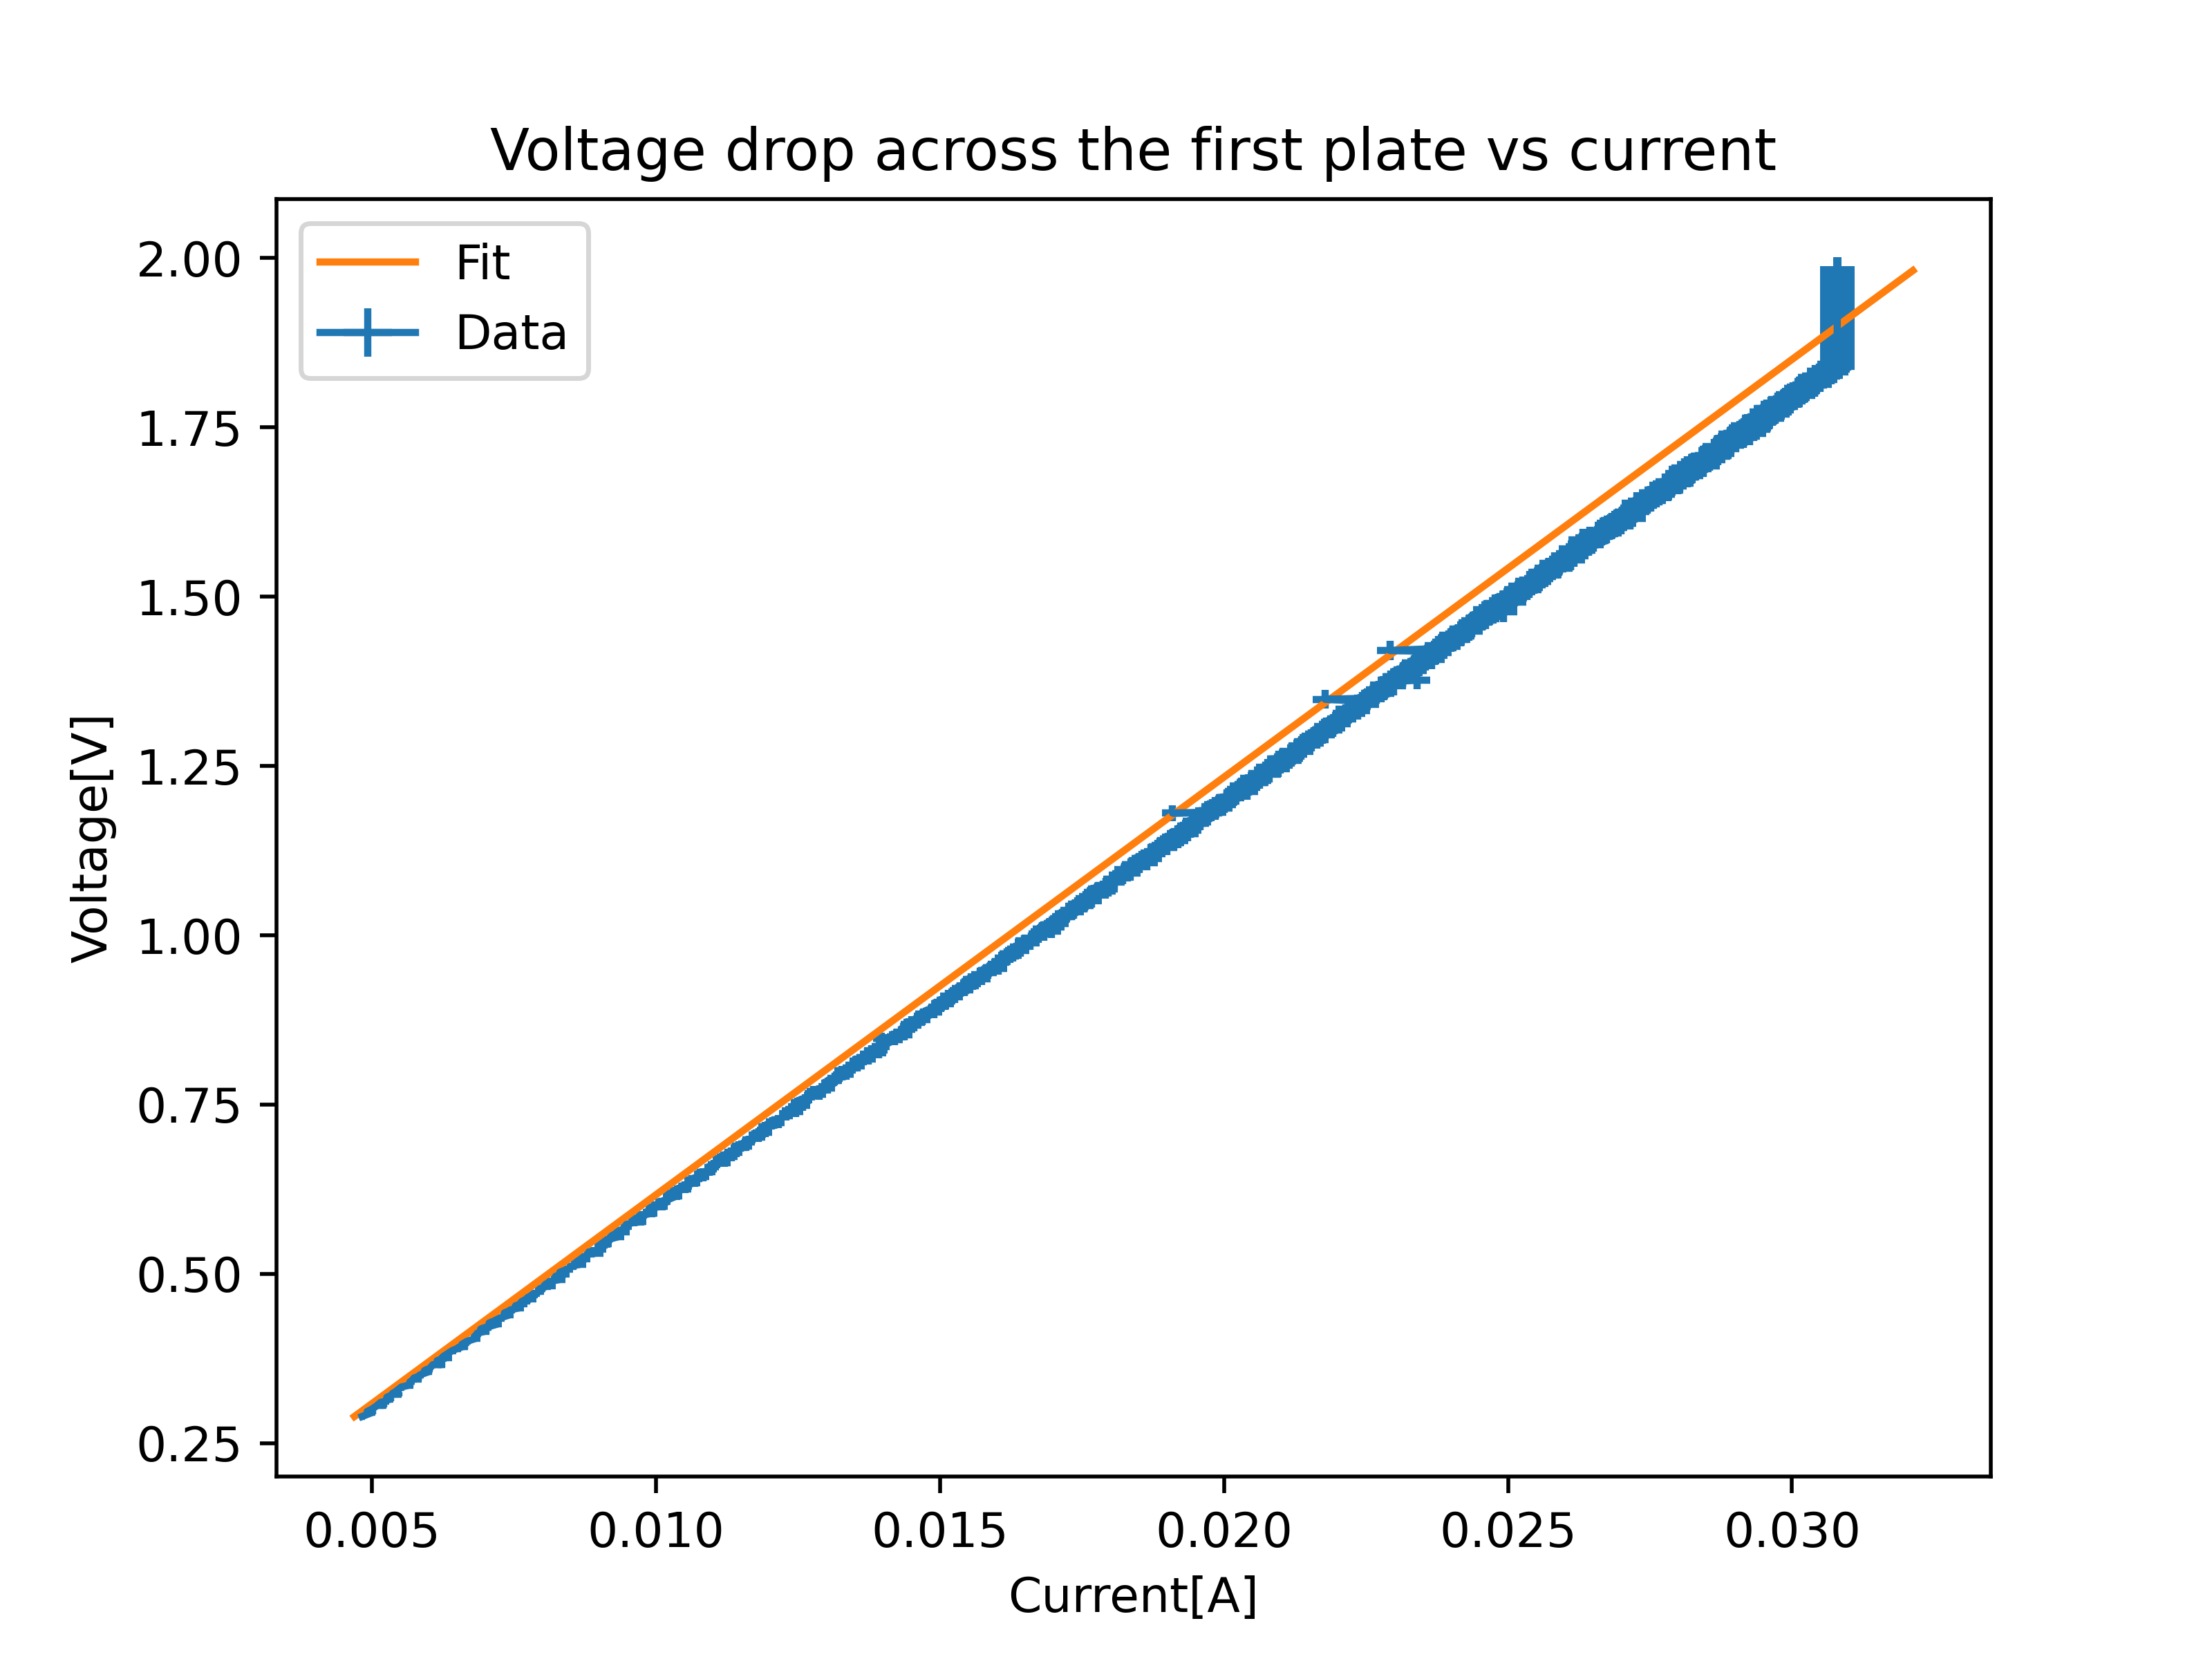 Voltage drop across the first plate vs current
Fit
Data
2.00
1.75
1.50
1.25
1.00
0.75
0.50
0.25
Voltage[V]
0.005 0.010 0.015 0.020 0.025 0.030
Current[A]